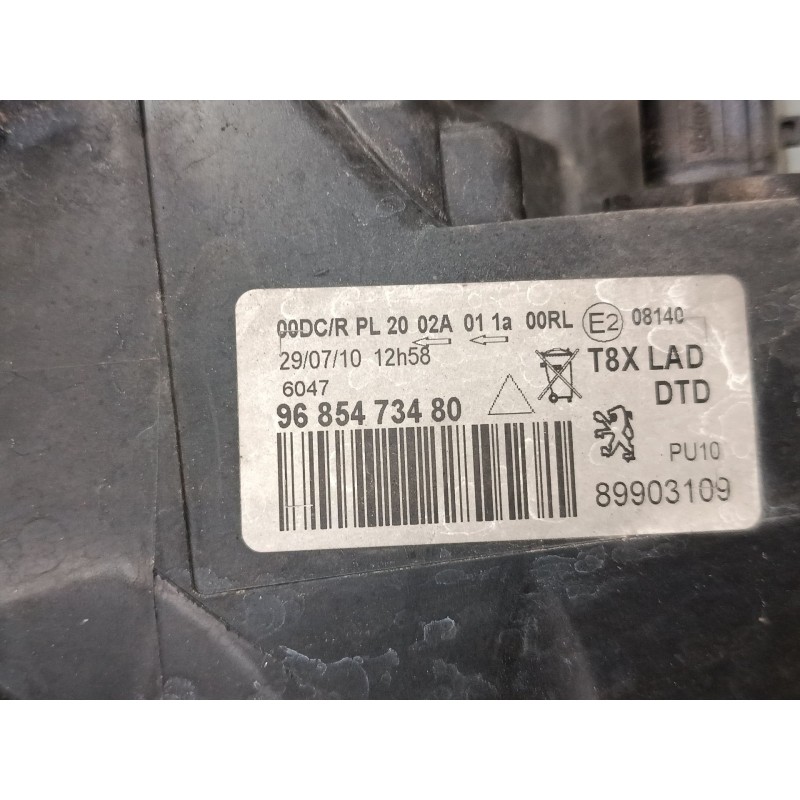 00DC/R PL 20 02A 01 1a 00RL E2 08140
29/07/10 12h58
T8X LAD
6047
DTD
96 854 734 80
PU10
89903109